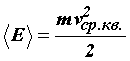 ⟨E⟩ = mv²ср.кв. / 2